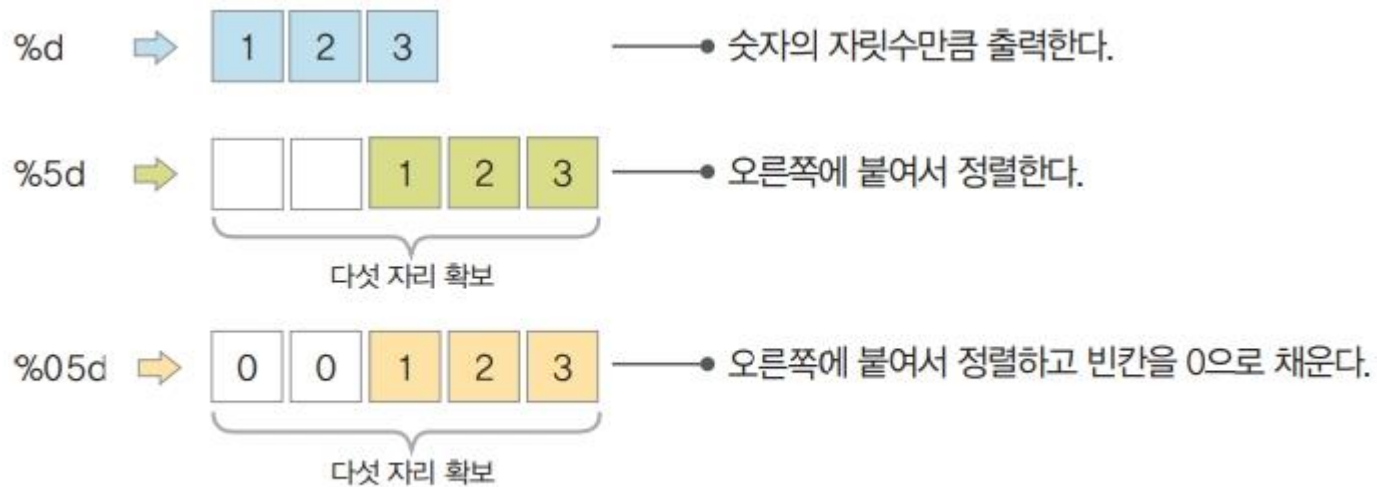 %d 1 2 3 숫자의 자릿수만큼 출력한다.
%5d 1 2 3 오른쪽에 붙여서 정렬한다.
다섯 자리 확보
%05d 0 0 1 2 3 오른쪽에 붙여서 정렬하고 빈칸을 0으로 채운다.
다섯 자리 확보